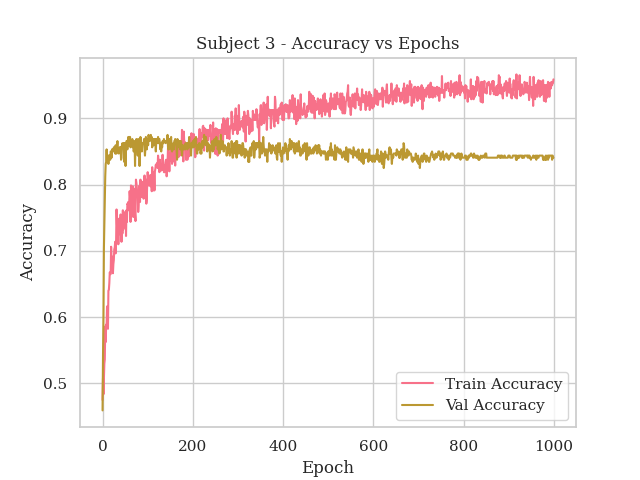 Subject 3 - Accuracy vs Epochs
Accuracy
0.9
0.8
0.7
0.6
0.5
Train Accuracy
Val Accuracy
0 200 400 600 800 1000
Epoch